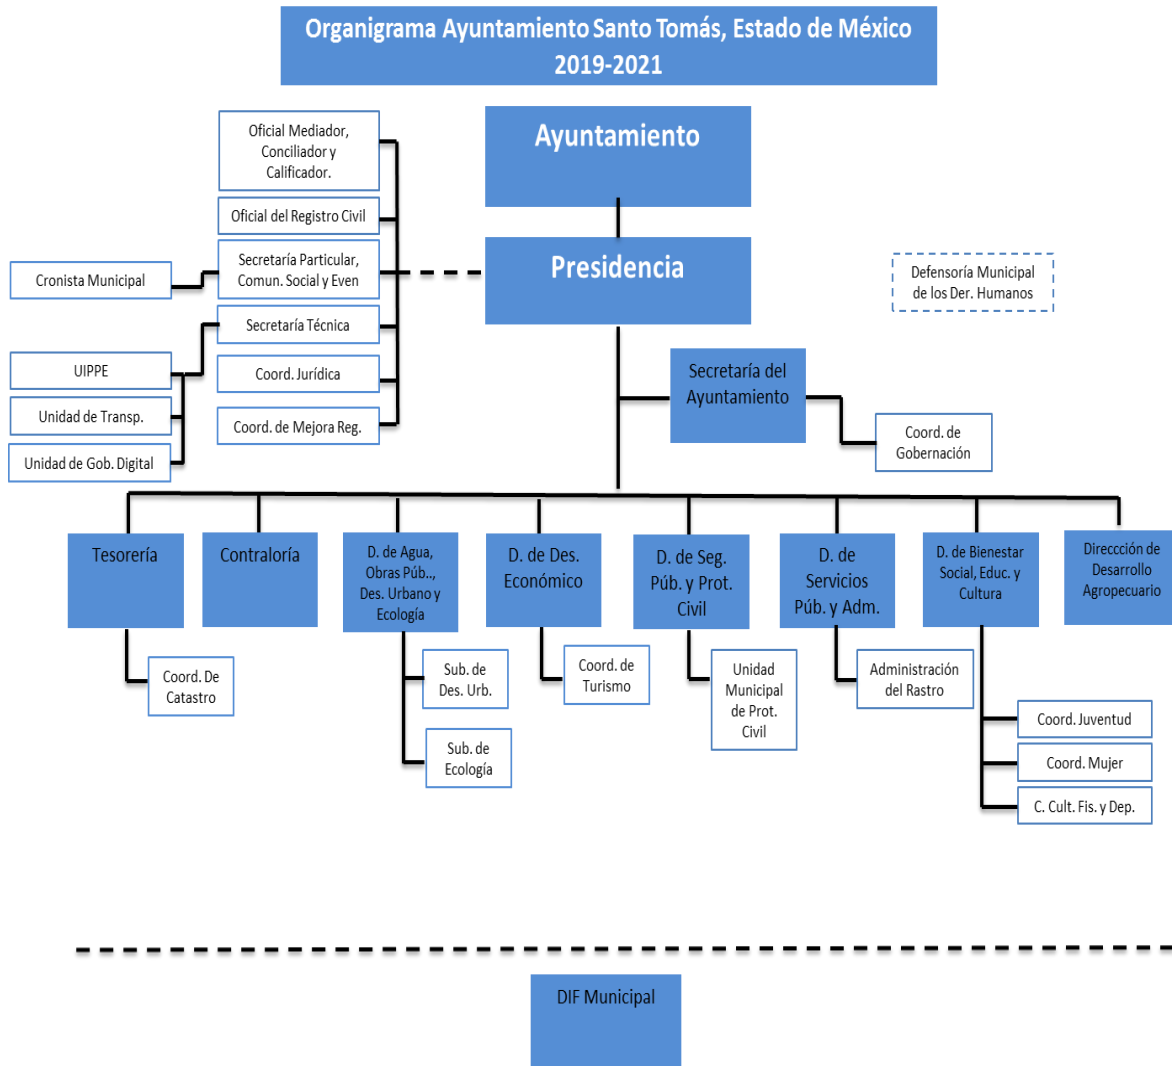 Organigrama Ayuntamiento Santo Tomás, Estado de México
2019-2021
Ayuntamiento
Presidencia
Oficial Mediador,
Conciliador y
Calificador.
Oficial del Registro Civil
Secretaría Particular,
Comun. Social y Even
Cronista Municipal
Secretaría Técnica
UIPPE
Unidad de Transp.
Unidad de Gob. Digital
Coord. Jurídica
Coord. de Mejora Reg.
Defensoría Municipal
de los Der. Humanos
Secretaría del
Ayuntamiento
Coord. de
Gobernación
Tesorería
Contraloría
D. de Agua,
Obras Púb..,
Des. Urbano y
Ecología
D. de Des.
Económico
D. de Seg.
Púb. y Prot.
Civil
D. de
Servicios
Púb. y Adm.
D. de Bienestar
Social, Educ. y
Cultura
Direccción de
Desarrollo
Agropecuario
Coord. De
Catastro
Sub. de
Des. Urb.
Sub. de
Ecología
Coord. de
Turismo
Unidad
Municipal
de Prot.
Civil
Administración
del Rastro
Coord. Juventud
Coord. Mujer
C. Cult. Fis. y Dep.
DIF Municipal